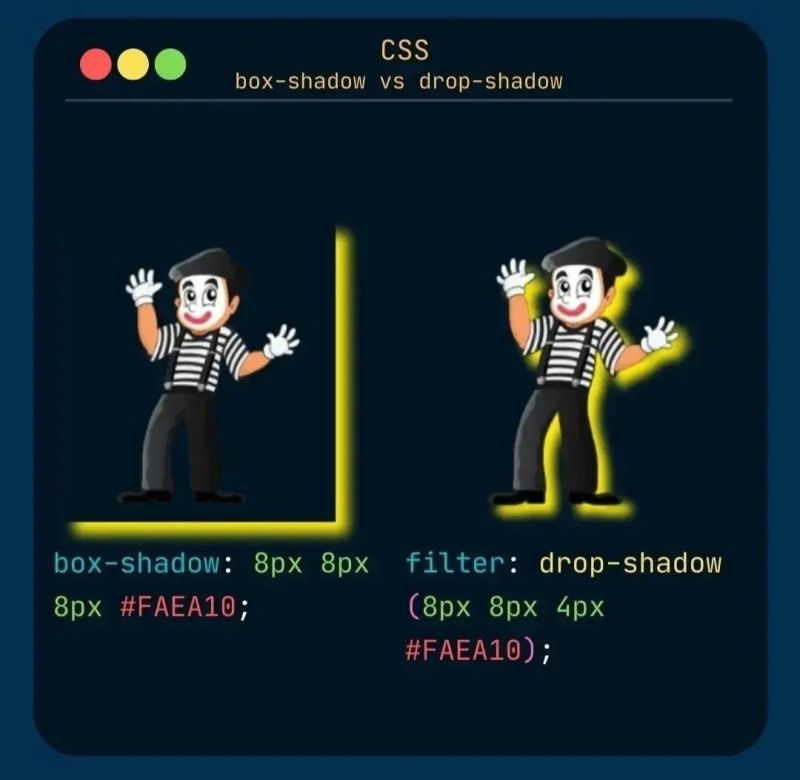 CSS
box-shadow vs drop-shadow
box-shadow: 8px 8px
8px #FAEA10;
filter: drop-shadow
(8px 8px 4px
#FAEA10);